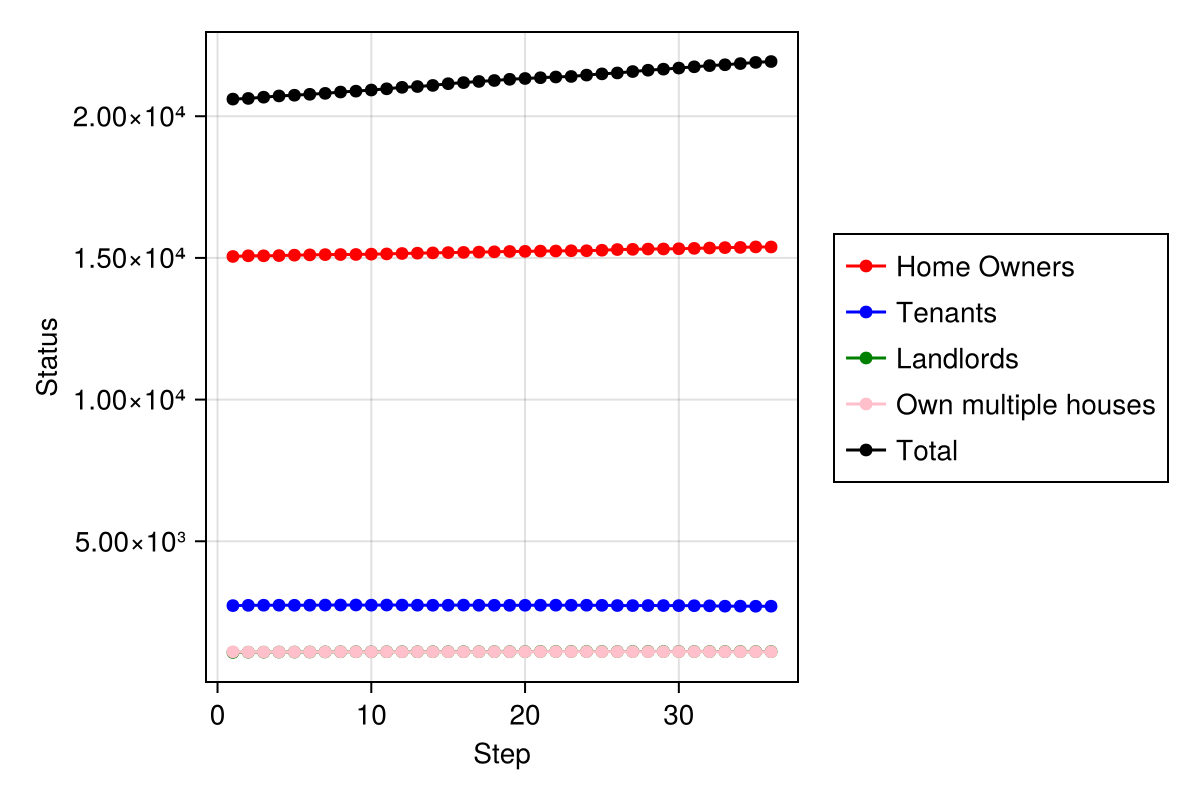 2.00×10⁴
1.50×10⁴
1.00×10⁴
5.00×10³
Status
0 10 20 30
Step
Home Owners
Tenants
Landlords
Own multiple houses
Total